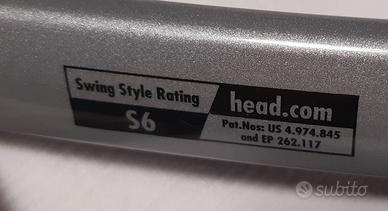 Swing Style Rating
S6
head.com
Pat.Nos: US 4.974.845
and EP 262.117
subito